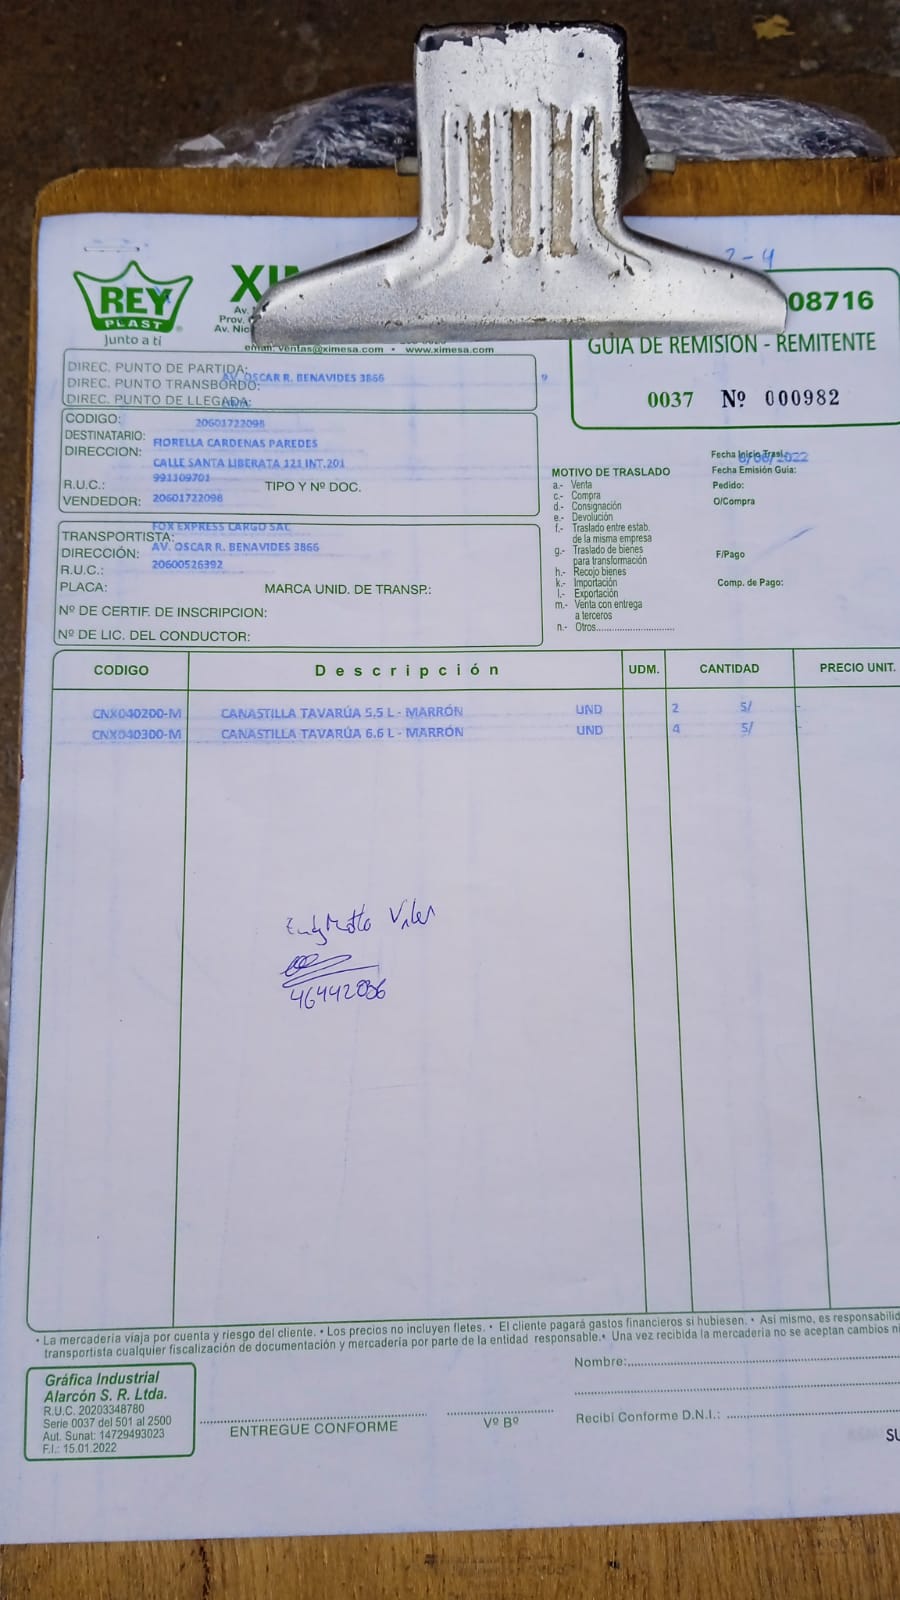 2-4
REY
PLAST
Junto a ti
XIM
Av.
Prov.
Av. Nic
email: ventas@ximesa.com • www.ximesa.com
08716
GUIA DE REMISION - REMITENTE
0037 Nº 000982
DIREC. PUNTO DE PARTIDA:
AV. OSCAR R. BENAVIDES 3866
DIREC. PUNTO TRANSBORDO:
DIREC. PUNTO DE LLEGADA:
CODIGO: 20601722098
DESTINATARIO: FIORELLA CARDENAS PAREDES
DIRECCION: CALLE SANTA LIBERATA 121 INT.201
991109701
R.U.C.: TIPO Y Nº DOC.
VENDEDOR: 20601722098
FOX EXPRESS CARGO SAC
TRANSPORTISTA:
DIRECCIÓN: AV. OSCAR R. BENAVIDES 3866
R.U.C.: 20600526392
PLACA: MARCA UNID. DE TRANSP.:
Nº DE CERTIF. DE INSCRIPCION:
Nº DE LIC. DEL CONDUCTOR:
MOTIVO DE TRASLADO
a.- Venta
c.- Compra
d.- Consignación
e.- Devolución
f.- Traslado entre estab.
de la misma empresa
g.- Traslado de bienes
para transformación
h.- Recojo bienes
k.- Importación
l.- Exportación
m.- Venta con entrega
a terceros
n.- Otros
Fecha Inicio Trasl.:
Fecha Emisión Guia:
Pedido:
O/Compra
F/Pago
Comp. de Pago:
CODIGO Descripción UDM. CANTIDAD PRECIO UNIT.
CNX040200-M CANASTILLA TAVARÚA 5.5 L - MARRÓN UND 2 S/ -
CNX040300-M CANASTILLA TAVARÚA 6.6 L - MARRÓN UND 4 S/ -
46442036
• La mercadería viaja por cuenta y riesgo del cliente. • Los precios no incluyen fletes. • El cliente pagará gastos financieros si hubiesen. • Así mismo, es responsabilid
transportista cualquier fiscalización de documentación y mercadería por parte de la entidad responsable. • Una vez recibida la mercadería no se aceptan cambios ni
Gráfica Industrial
Alarcón S. R. Ltda.
R.U.C. 20203348780
Serie 0037 del 501 al 2500
Aut. Sunat: 14729493023
F.I.: 15.01.2022
ENTREGUE CONFORME
Vº Bº
Nombre:
Recibí Conforme D.N.I.:
SU